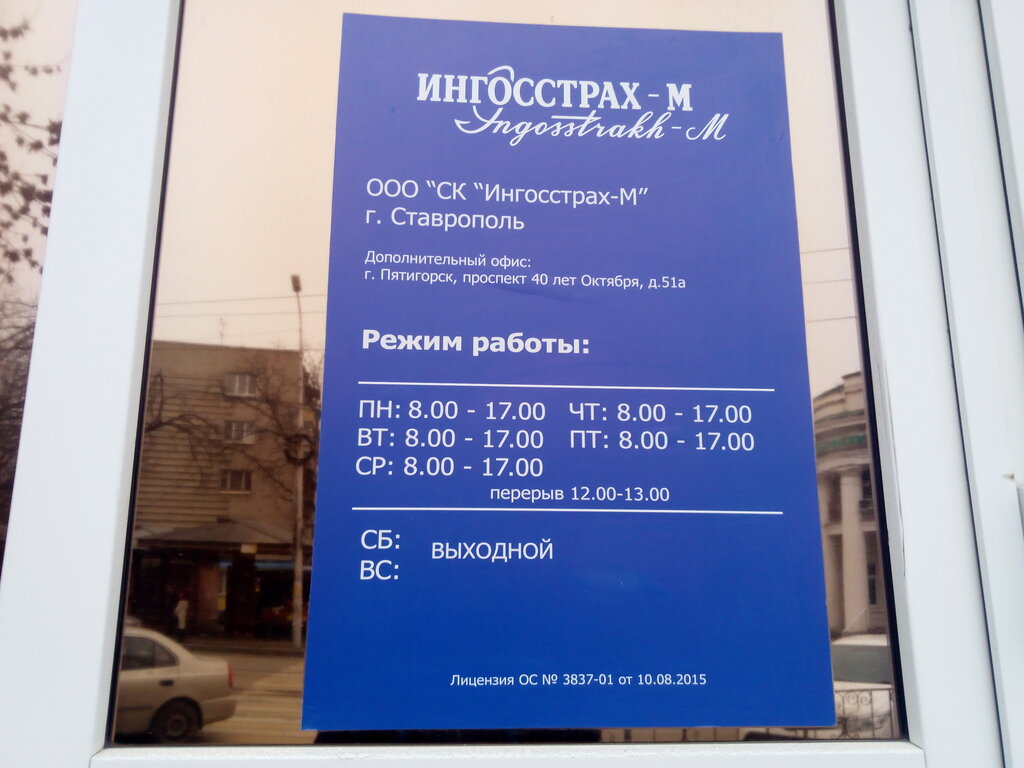 ИНГОССТРАХ - М
Ingosstrakh - M
ООО “СК “Ингосстрах-М”
г. Ставрополь
Дополнительный офис:
г. Пятигорск, проспект 40 лет Октября, д.51а
Режим работы:
ПН: 8.00 - 17.00 ЧТ: 8.00 - 17.00
ВТ: 8.00 - 17.00 ПТ: 8.00 - 17.00
СР: 8.00 - 17.00
перерыв 12.00-13.00
СБ: ВЫХОДНОЙ
ВС:
Лицензия ОС № 3837-01 от 10.08.2015